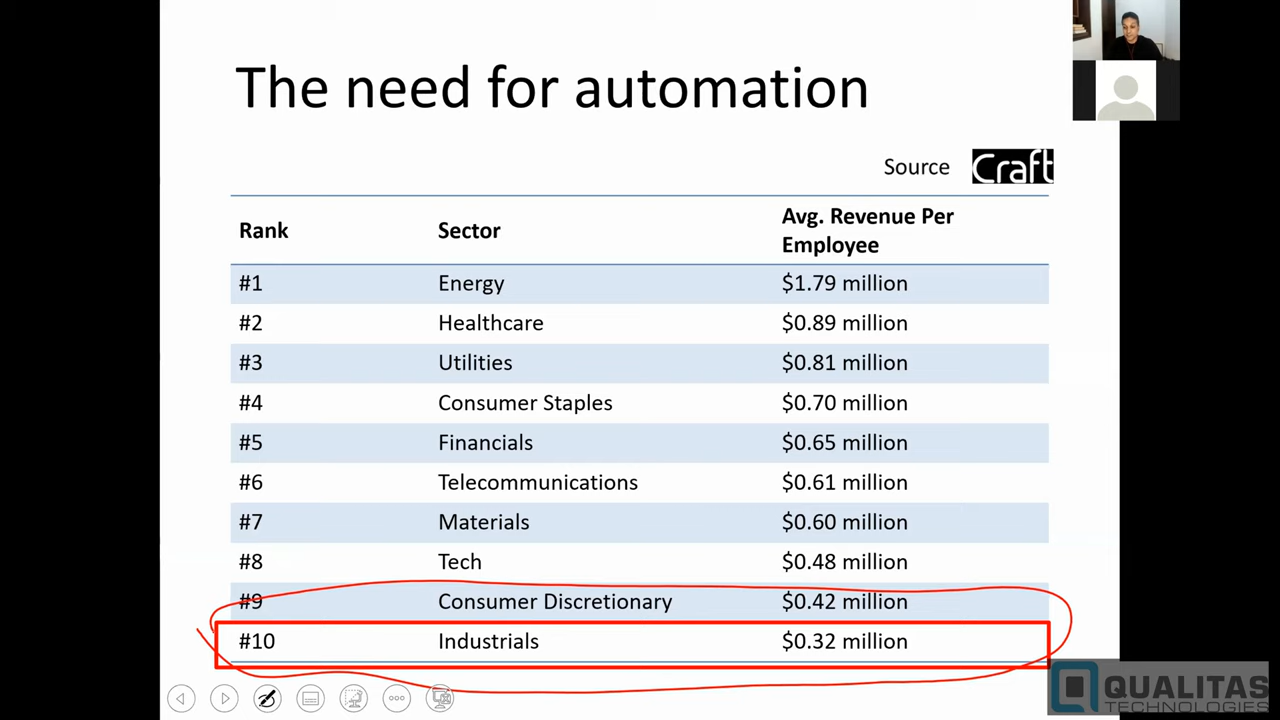 The need for automation
Source Craft
Rank Sector Avg. Revenue Per Employee
#1 Energy $1.79 million
#2 Healthcare $0.89 million
#3 Utilities $0.81 million
#4 Consumer Staples $0.70 million
#5 Financials $0.65 million
#6 Telecommunications $0.61 million
#7 Materials $0.60 million
#8 Tech $0.48 million
#9 Consumer Discretionary $0.42 million
#10 Industrials $0.32 million
QUALITAS
TECHNOLOGIES